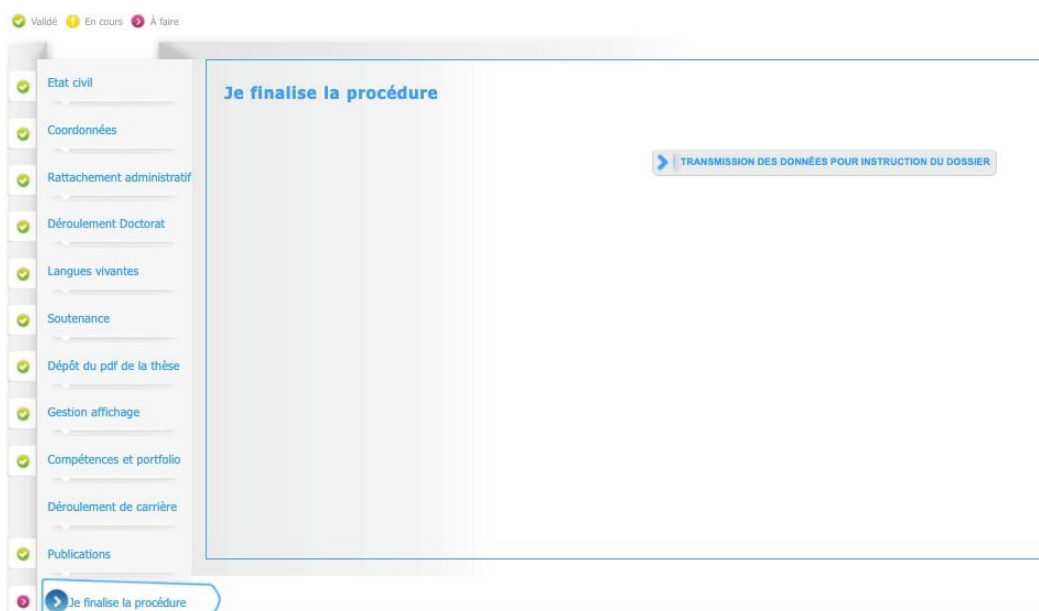 Validé En cours À faire
Etat civil
Je finalise la procédure
Coordonnées
TRANSMISSION DES DONNÉES POUR INSTRUCTION DU DOSSIER
Rattachement administratif
Déroulement Doctorat
Langues vivantes
Soutenance
Dépôt du pdf de la thèse
Gestion affichage
Compétences et portfolio
Déroulement de carrière
Publications
Je finalise la procédure